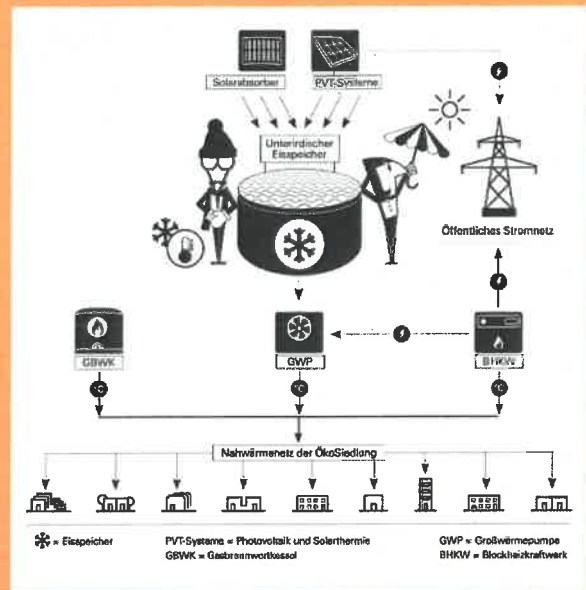 Solarabsorber
PVT-Systeme
Unterirdischer
Eisspeicher
Öffentliches Stromnetz
GBWK
GWP
BHKW
°C
°C
°C
Nahwärmenetz der ÖkoSiedlung
= Eisspeicher
PVT-Systeme = Photovoltaik und Solarthermie
GWP = Großwärmepumpe
GBWK = Gasbrennwertkessel
BHKW = Blockheizkraftwerk